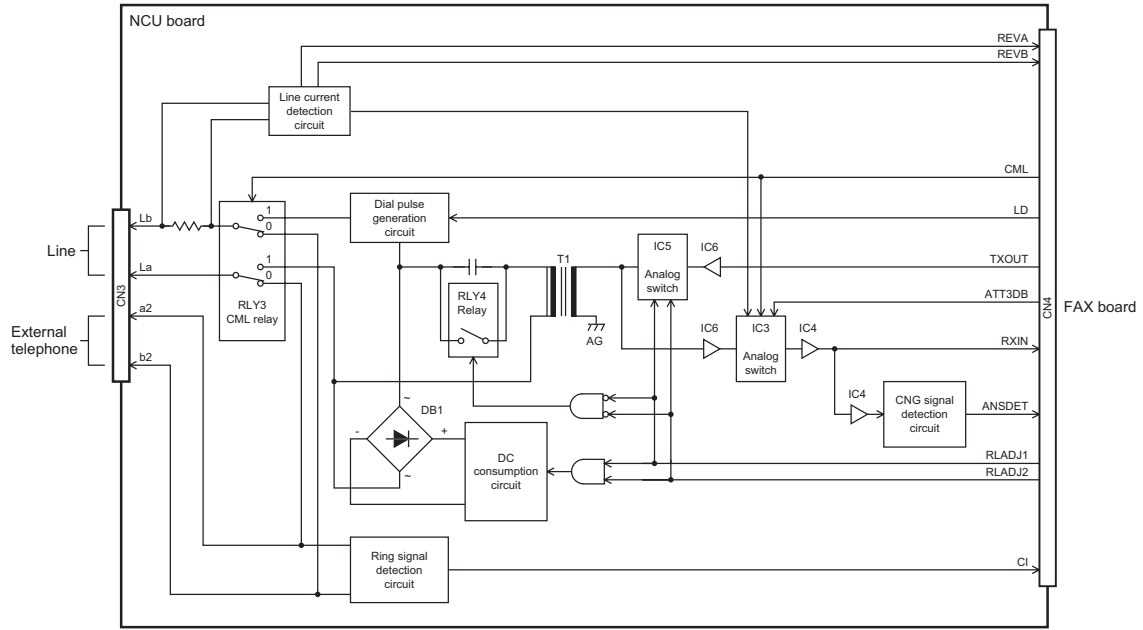 NCU board
REVA
REVB
Line current
detection
circuit
CML
Lb
1
0
Dial pulse
generation
circuit
LD
Line
La
1
0
RLY3
CML relay
CN3
T1
IC5
Analog
switch
IC6
TXOUT
RLY4
Relay
AG
ATT3DB
CN4
FAX board
External
telephone
a2
b2
IC6
IC3
Analog
switch
IC4
RXIN
IC4
CNG signal
detection
circuit
ANSDET
~
DB1
-
+
~
DC
consumption
circuit
RLADJ1
RLADJ2
Ring signal
detection
circuit
CI